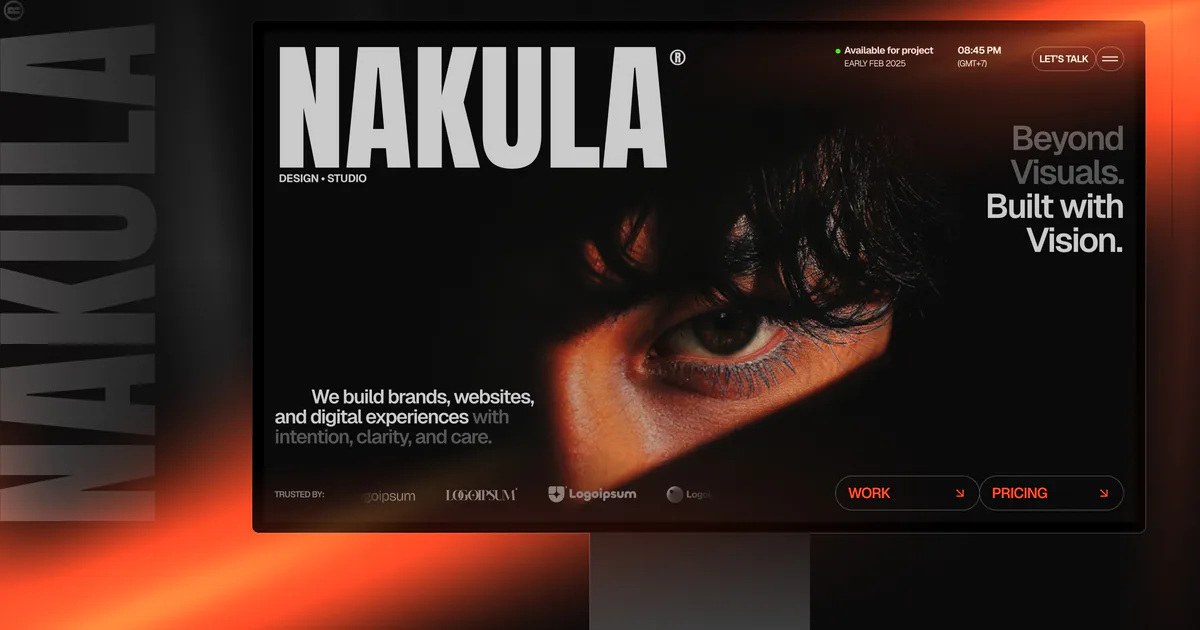 NAKULA
NAKULA®
DESIGN • STUDIO
Available for project
EARLY FEB 2025
08:45 PM
(GMT+7)
LET'S TALK
Beyond
Visuals.
Built with
Vision.
We build brands, websites,
and digital experiences with
intention, clarity, and care.
TRUSTED BY:
goipsum
LOGOIPSUM
Logoipsum
Logo
WORK
PRICING